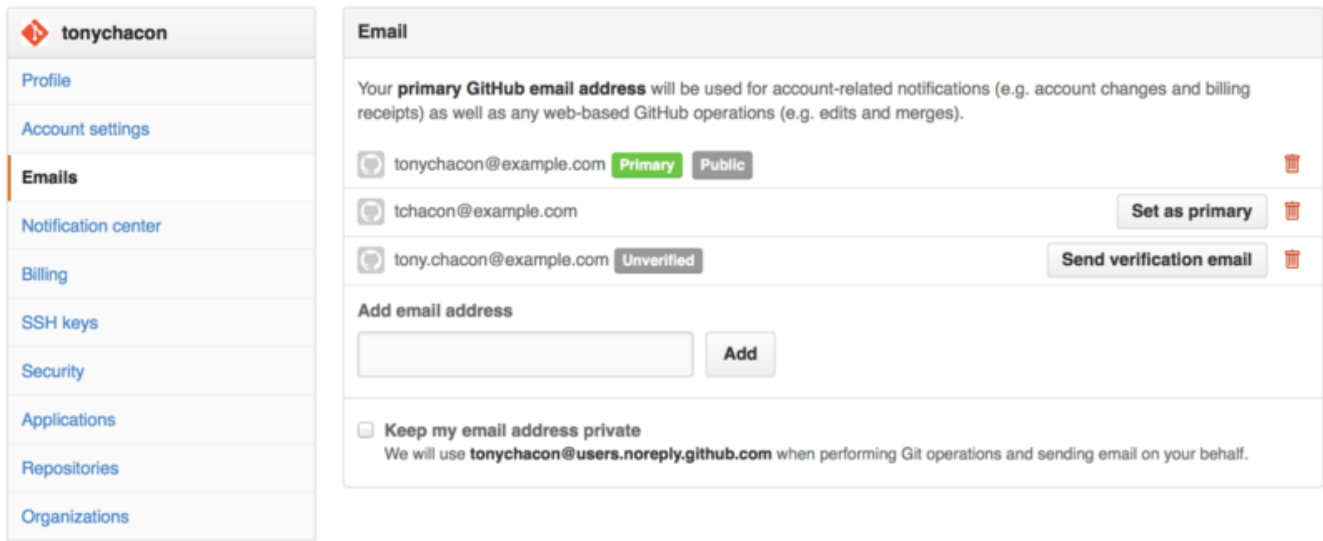 tonychacon
Profile
Account settings
Emails
Notification center
Billing
SSH keys
Security
Applications
Repositories
Organizations
Email
Your primary GitHub email address will be used for account-related notifications (e.g. account changes and billing
receipts) as well as any web-based GitHub operations (e.g. edits and merges).
tonychacon@example.com Primary Public
tchacon@example.com Set as primary
tony.chacon@example.com Unverified Send verification email
Add email address
Add
Keep my email address private
We will use tonychacon@users.noreply.github.com when performing Git operations and sending email on your behalf.